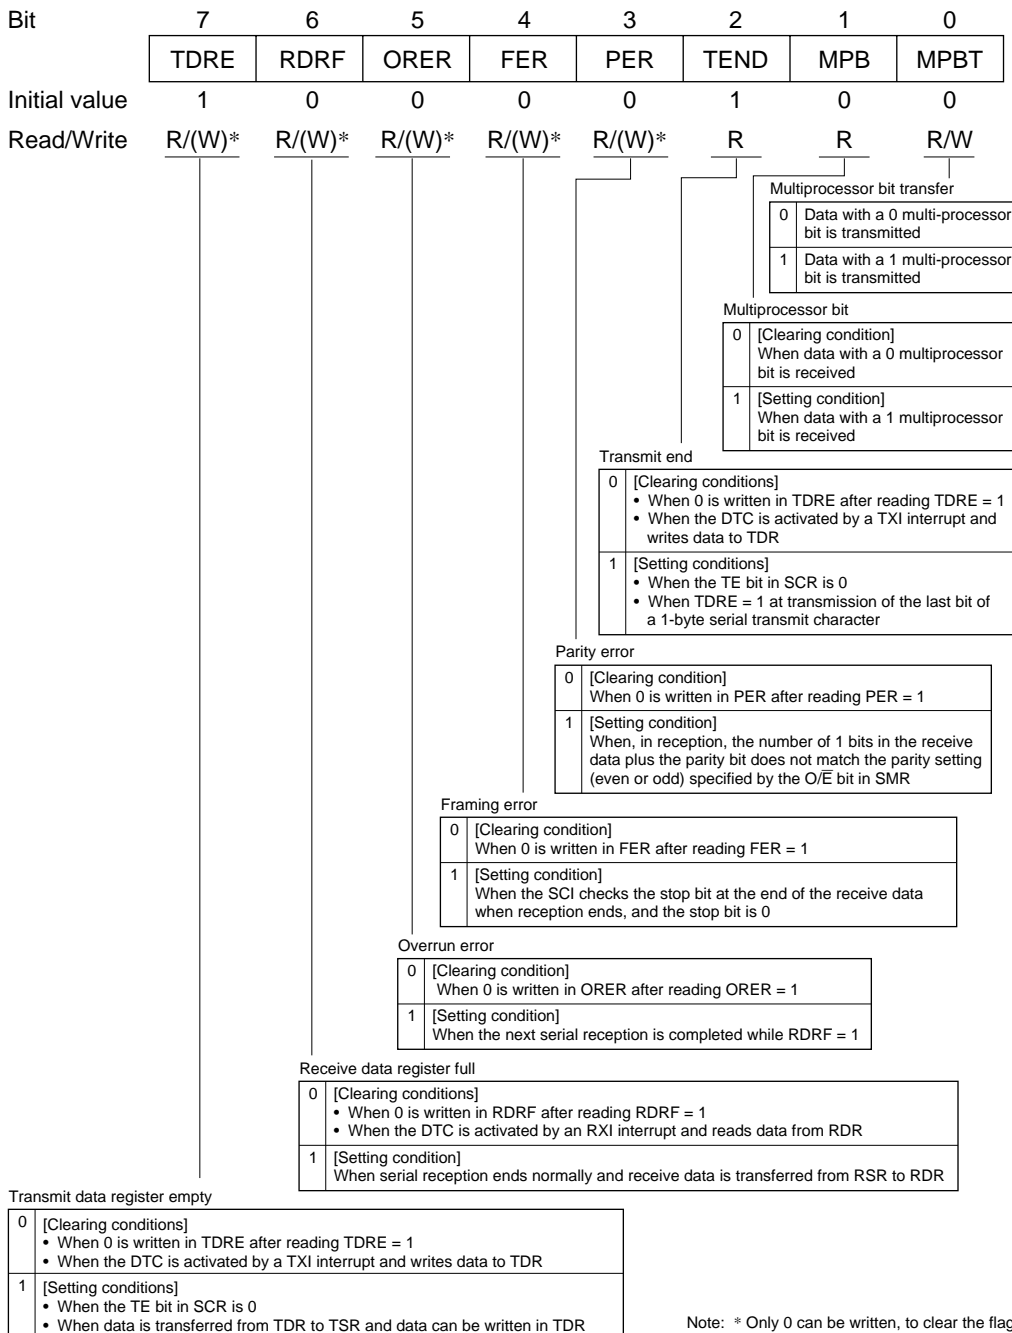 Bit 7 6 5 4 3 2 1 0
TDRE RDRF ORER FER PER TEND MPB MPBT
Initial value 1 0 0 0 0 1 0 0
Read/Write R/(W)* R/(W)* R/(W)* R/(W)* R/(W)* R R R/W
Multiprocessor bit transfer
0 Data with a 0 multi-processor
bit is transmitted
1 Data with a 1 multi-processor
bit is transmitted
Multiprocessor bit
0 [Clearing condition]
When data with a 0 multiprocessor
bit is received
1 [Setting condition]
When data with a 1 multiprocessor
bit is received
Transmit end
0 [Clearing conditions]
• When 0 is written in TDRE after reading TDRE = 1
• When the DTC is activated by a TXI interrupt and
writes data to TDR
1 [Setting conditions]
• When the TE bit in SCR is 0
• When TDRE = 1 at transmission of the last bit of
a 1-byte serial transmit character
Parity error
0 [Clearing condition]
When 0 is written in PER after reading PER = 1
1 [Setting condition]
When, in reception, the number of 1 bits in the receive
data plus the parity bit does not match the parity setting
(even or odd) specified by the O/E̅ bit in SMR
Framing error
0 [Clearing condition]
When 0 is written in FER after reading FER = 1
1 [Setting condition]
When the SCI checks the stop bit at the end of the receive data
when reception ends, and the stop bit is 0
Overrun error
0 [Clearing condition]
When 0 is written in ORER after reading ORER = 1
1 [Setting condition]
When the next serial reception is completed while RDRF = 1
Receive data register full
0 [Clearing conditions]
• When 0 is written in RDRF after reading RDRF = 1
• When the DTC is activated by an RXI interrupt and reads data from RDR
1 [Setting condition]
When serial reception ends normally and receive data is transferred from RSR to RDR
Transmit data register empty
0 [Clearing conditions]
• When 0 is written in TDRE after reading TDRE = 1
• When the DTC is activated by a TXI interrupt and writes data to TDR
1 [Setting conditions]
• When the TE bit in SCR is 0
• When data is transferred from TDR to TSR and data can be written in TDR
Note: * Only 0 can be written, to clear the flag